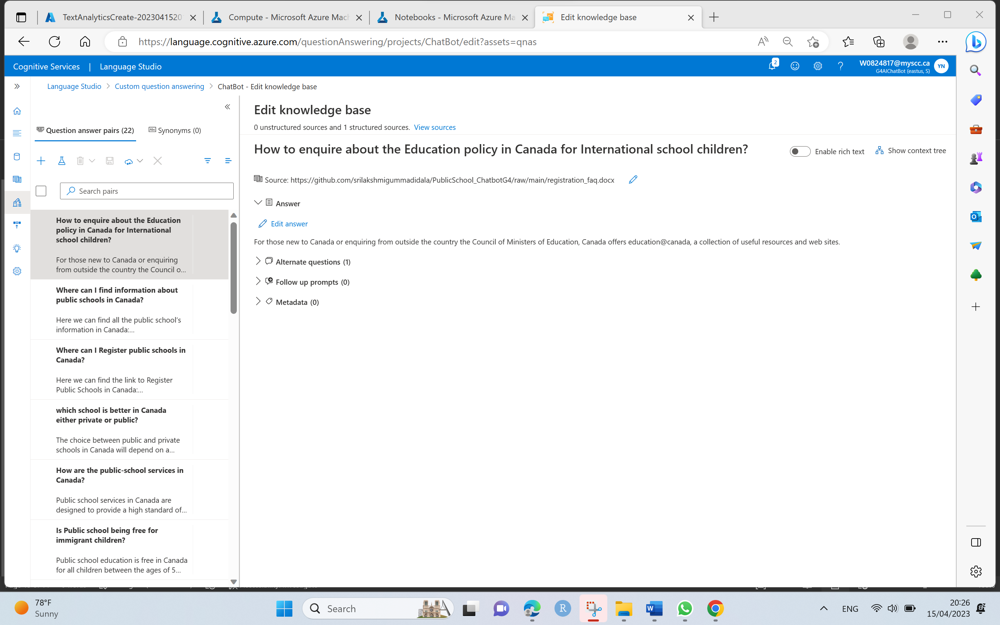 TextAnalyticsCreate-2023041520
Compute - Microsoft Azure Mach
Notebooks - Microsoft Azure Ma
Edit knowledge base
https://language.cognitive.azure.com/questionAnswering/projects/ChatBot/edit?assets=qnas
Cognitive Services | Language Studio
2
W0824817@myscc.ca
G4AIChatBot (eastus, S)
YN
Language Studio > Custom question answering > ChatBot - Edit knowledge base
Question answer pairs (22)
Synonyms (0)
Search pairs
How to enquire about the Education
policy in Canada for International
school children?
For those new to Canada or enquiring
from outside the country the Council o...
Where can I find information about
public schools in Canada?
Here we can find all the public school’s
information in Canada:...
Where can I Register public schools in
Canada?
Here we can find the link to Register
Public Schools in Canada:...
which school is better in Canada
either private or public?
The choice between public and private
schools in Canada will depend on a...
How are the public-school services in
Canada?
Public school services in Canada are
designed to provide a high standard of...
Is Public school being free for
immigrant children?
Public school education is free in Canada
for all children between the ages of 5...
Edit knowledge base
0 unstructured sources and 1 structured sources. View sources
How to enquire about the Education policy in Canada for International school children?
Enable rich text
Show context tree
Source: https://github.com/srilakshmigummadidala/PublicSchool_ChatbotG4/raw/main/registration_faq.docx
Answer
Edit answer
For those new to Canada or enquiring from outside the country the Council of Ministers of Education, Canada offers education@canada, a collection of useful resources and web sites.
Alternate questions (1)
Follow up prompts (0)
Metadata (0)
78°F
Sunny
Search
ENG
20:26
15/04/2023